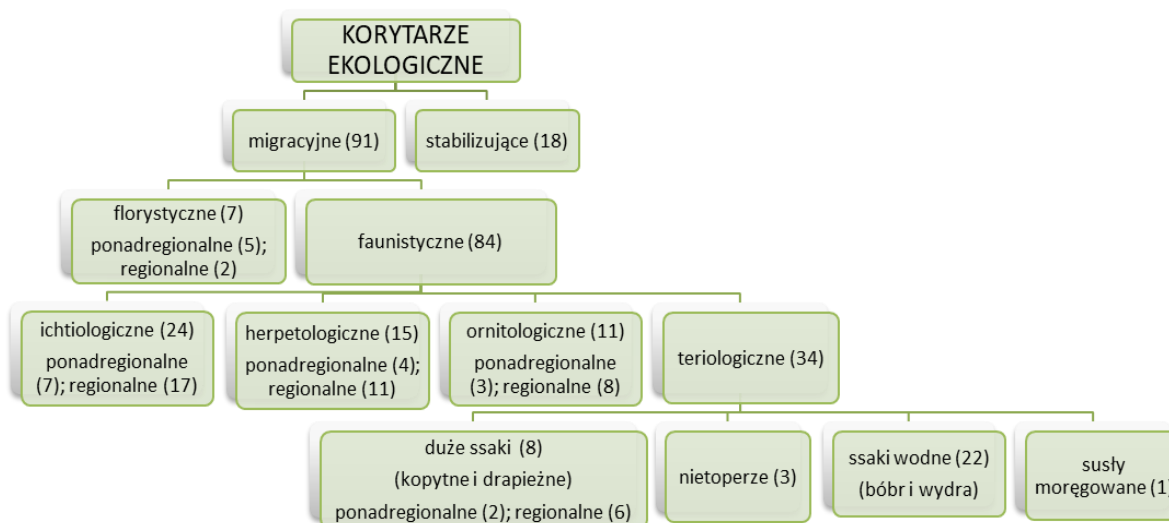 KORYTARZE
EKOLOGICZNE
migracyjne (91)
stabilizujące (18)
florystyczne (7)
ponadregionalne (5);
regionalne (2)
faunistyczne (84)
ichtiologiczne (24)
ponadregionalne
(7); regionalne (17)
herpetologiczne (15)
ponadregionalne (4);
regionalne (11)
ornitologiczne (11)
ponadregionalne
(3); regionalne (8)
teriologiczne (34)
duże ssaki (8)
(kopytne i drapieżne)
ponadregionalne (2); regionalne (6)
nietoperze (3)
ssaki wodne (22)
(bóbr i wydra)
susły
moręgowane (1)